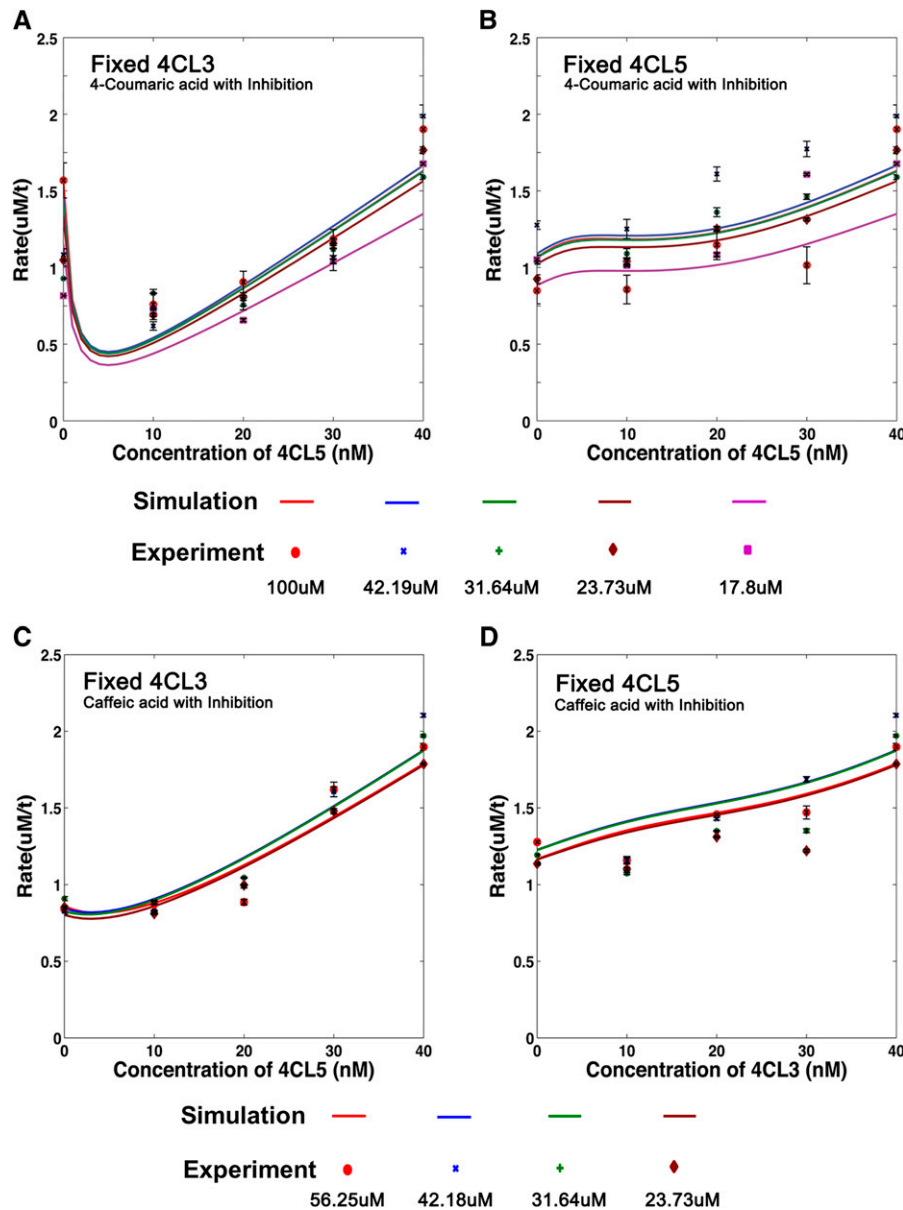 A
B
Fixed 4CL3
4-Coumaric acid with Inhibition
Fixed 4CL5
4-Coumaric acid with Inhibition
Rate(uM/t)
2.5
2
1.5
1
0.5
0
0 10 20 30 40
Concentration of 4CL5 (nM)
Rate(uM/t)
2.5
2
1.5
1
0.5
0
0 10 20 30 40
Concentration of 4CL5 (nM)
Simulation
Experiment
100uM 42.19uM 31.64uM 23.73uM 17.8uM
C
D
Fixed 4CL3
Caffeic acid with Inhibition
Fixed 4CL5
Caffeic acid with Inhibition
Rate(uM/t)
2.5
2
1.5
1
0.5
0
0 10 20 30 40
Concentration of 4CL5 (nM)
Rate(uM/t)
2.5
2
1.5
1
0.5
0
0 10 20 30 40
Concentration of 4CL3 (nM)
Simulation
Experiment
56.25uM 42.18uM 31.64uM 23.73uM